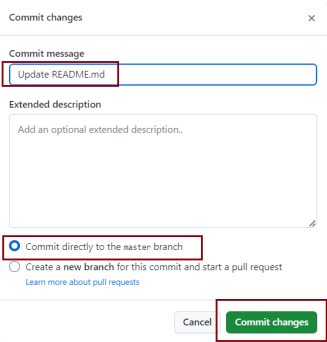 Commit changes
Commit message
Update README.md
Extended description
Add an optional extended description..
Commit directly to the master branch
Create a new branch for this commit and start a pull request
Learn more about pull requests
Cancel Commit changes